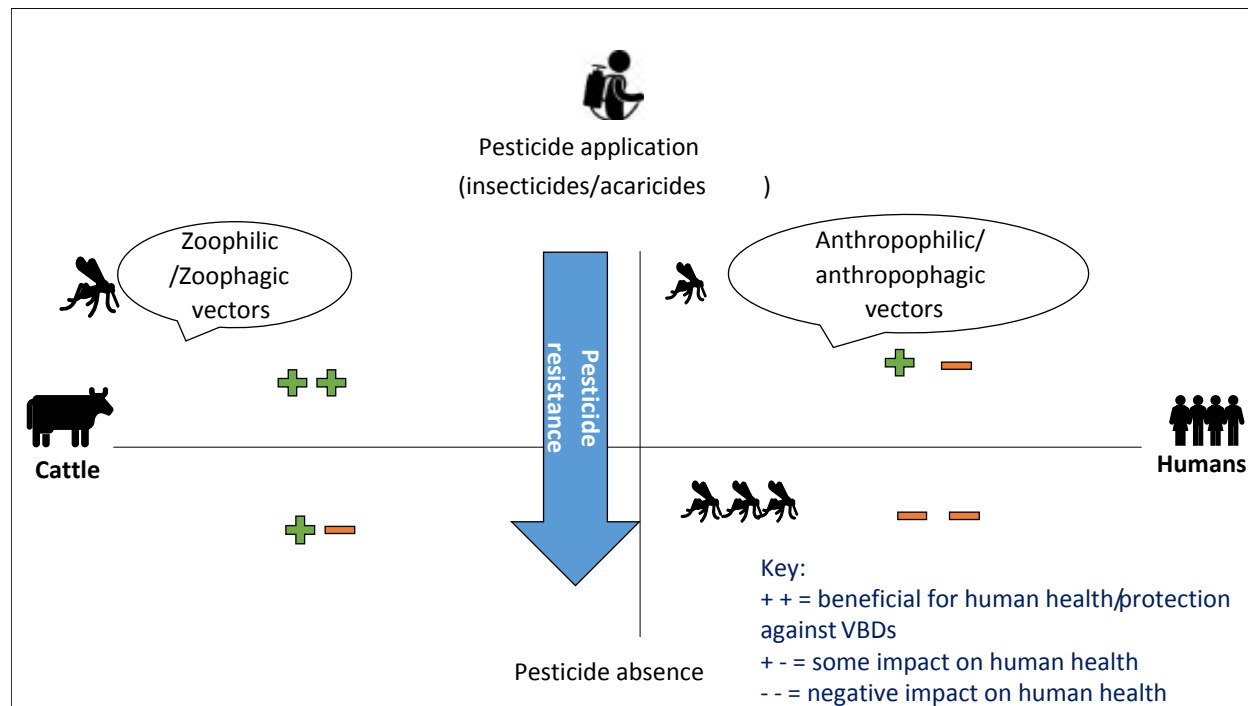 Pesticide application
(insecticides/acaricides )
Zoophilic
/Zoophagic
vectors
Anthropophilic/
anthropophagic
vectors
Pesticide
resistance
Cattle
Humans
Pesticide absence
Key:
+ + = beneficial for human health/protection
against VBDs
+ - = some impact on human health
- - = negative impact on human health